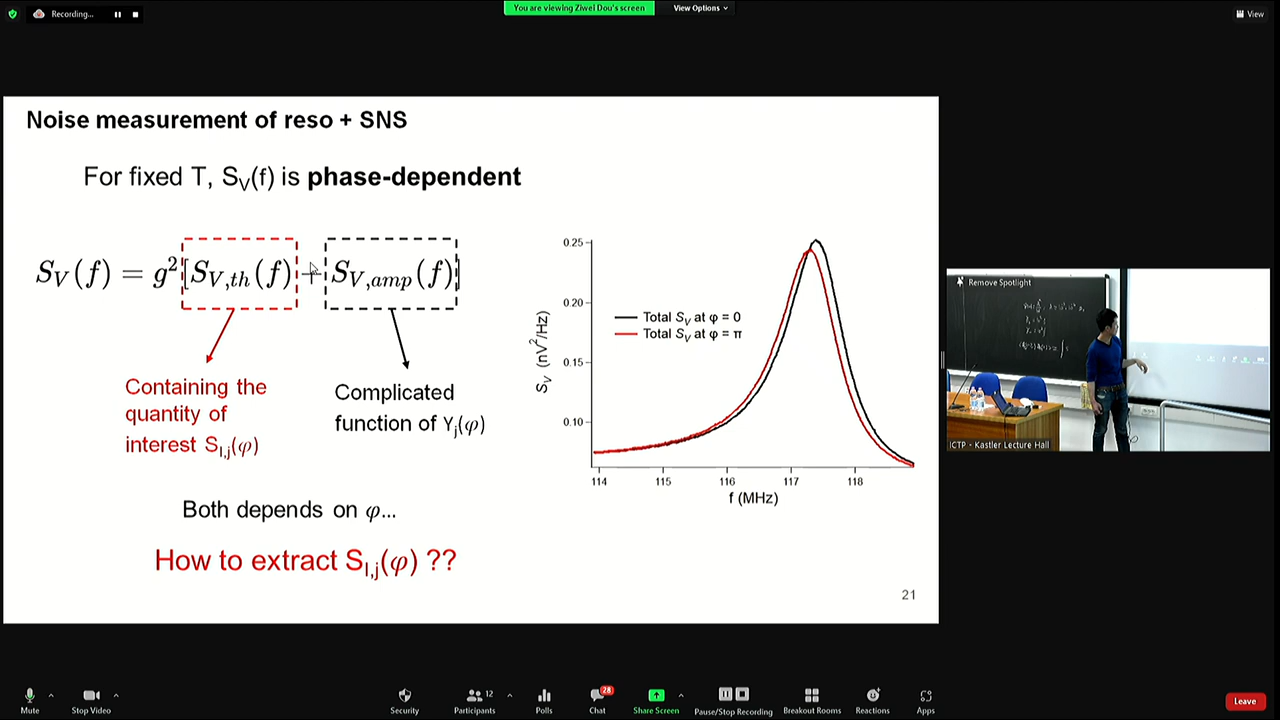 Recording...
You are viewing Ziwei Dou's screen
View Options
View
Noise measurement of reso + SNS
For fixed T, S_V(f) is phase-dependent
S_V(f) = g²[S_{V,th}(f) + S_{V,amp}(f)]
Containing the
quantity of
interest S_{I,j}(φ)
Complicated
function of Y_j(φ)
0.25
0.20
0.15
0.10
S_V (nV²/Hz)
Total S_V at φ = 0
Total S_V at φ = π
114 115 116 117 118
f (MHz)
Both depends on φ...
How to extract S_{I,j}(φ) ??
21
Remove Spotlight
ICTP - Kastler Lecture Hall
Mute
Stop Video
Security
Participants 12
Polls
Chat 28
Share Screen
Pause/Stop Recording
Breakout Rooms
Reactions
Apps
Leave